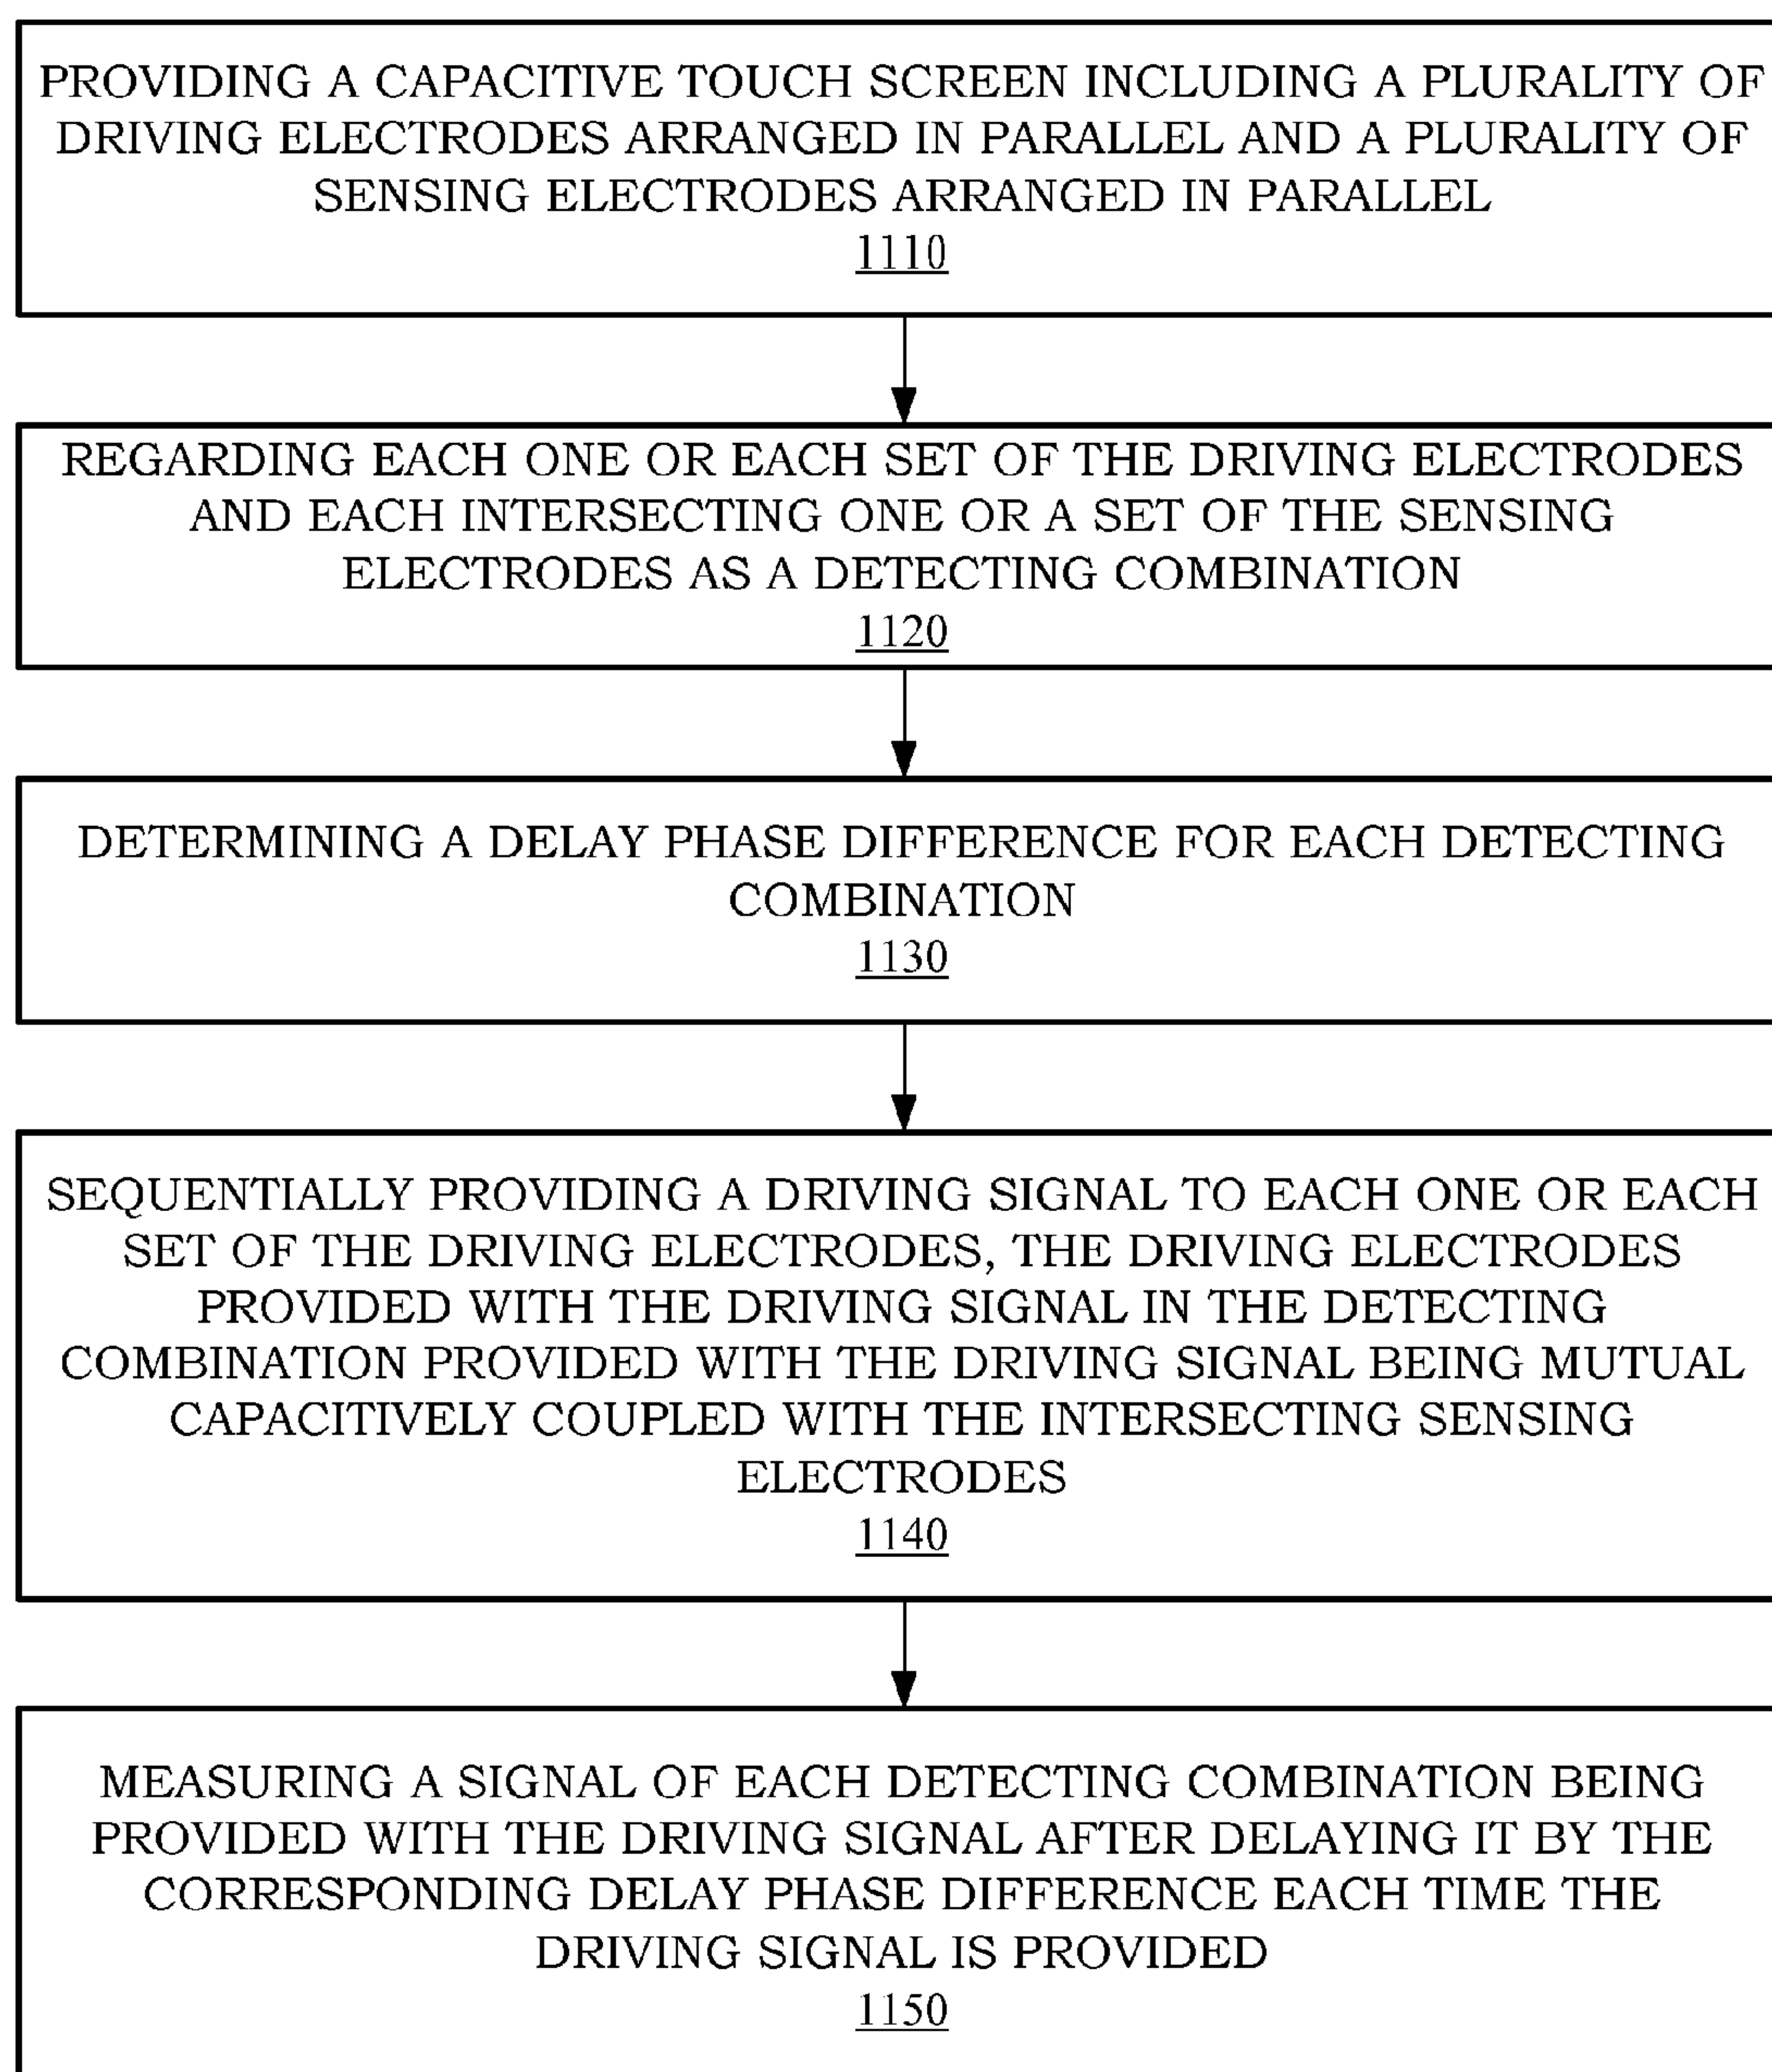 PROVIDING A CAPACITIVE TOUCH SCREEN INCLUDING A PLURALITY OF
DRIVING ELECTRODES ARRANGED IN PARALLEL AND A PLURALITY OF
SENSING ELECTRODES ARRANGED IN PARALLEL
1110
REGARDING EACH ONE OR EACH SET OF THE DRIVING ELECTRODES
AND EACH INTERSECTING ONE OR A SET OF THE SENSING
ELECTRODES AS A DETECTING COMBINATION
1120
DETERMINING A DELAY PHASE DIFFERENCE FOR EACH DETECTING
COMBINATION
1130
SEQUENTIALLY PROVIDING A DRIVING SIGNAL TO EACH ONE OR EACH
SET OF THE DRIVING ELECTRODES, THE DRIVING ELECTRODES
PROVIDED WITH THE DRIVING SIGNAL IN THE DETECTING
COMBINATION PROVIDED WITH THE DRIVING SIGNAL BEING MUTUAL
CAPACITIVELY COUPLED WITH THE INTERSECTING SENSING
ELECTRODES
1140
MEASURING A SIGNAL OF EACH DETECTING COMBINATION BEING
PROVIDED WITH THE DRIVING SIGNAL AFTER DELAYING IT BY THE
CORRESPONDING DELAY PHASE DIFFERENCE EACH TIME THE
DRIVING SIGNAL IS PROVIDED
1150